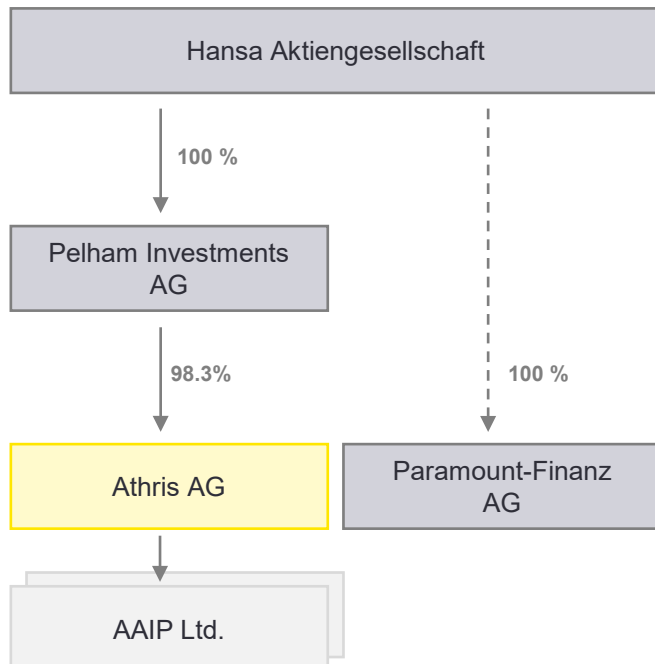 Hansa Aktiengesellschaft
100 %
Pelham Investments
AG
98.3%
100 %
Athris AG
Paramount-Finanz
AG
AAIP Ltd.